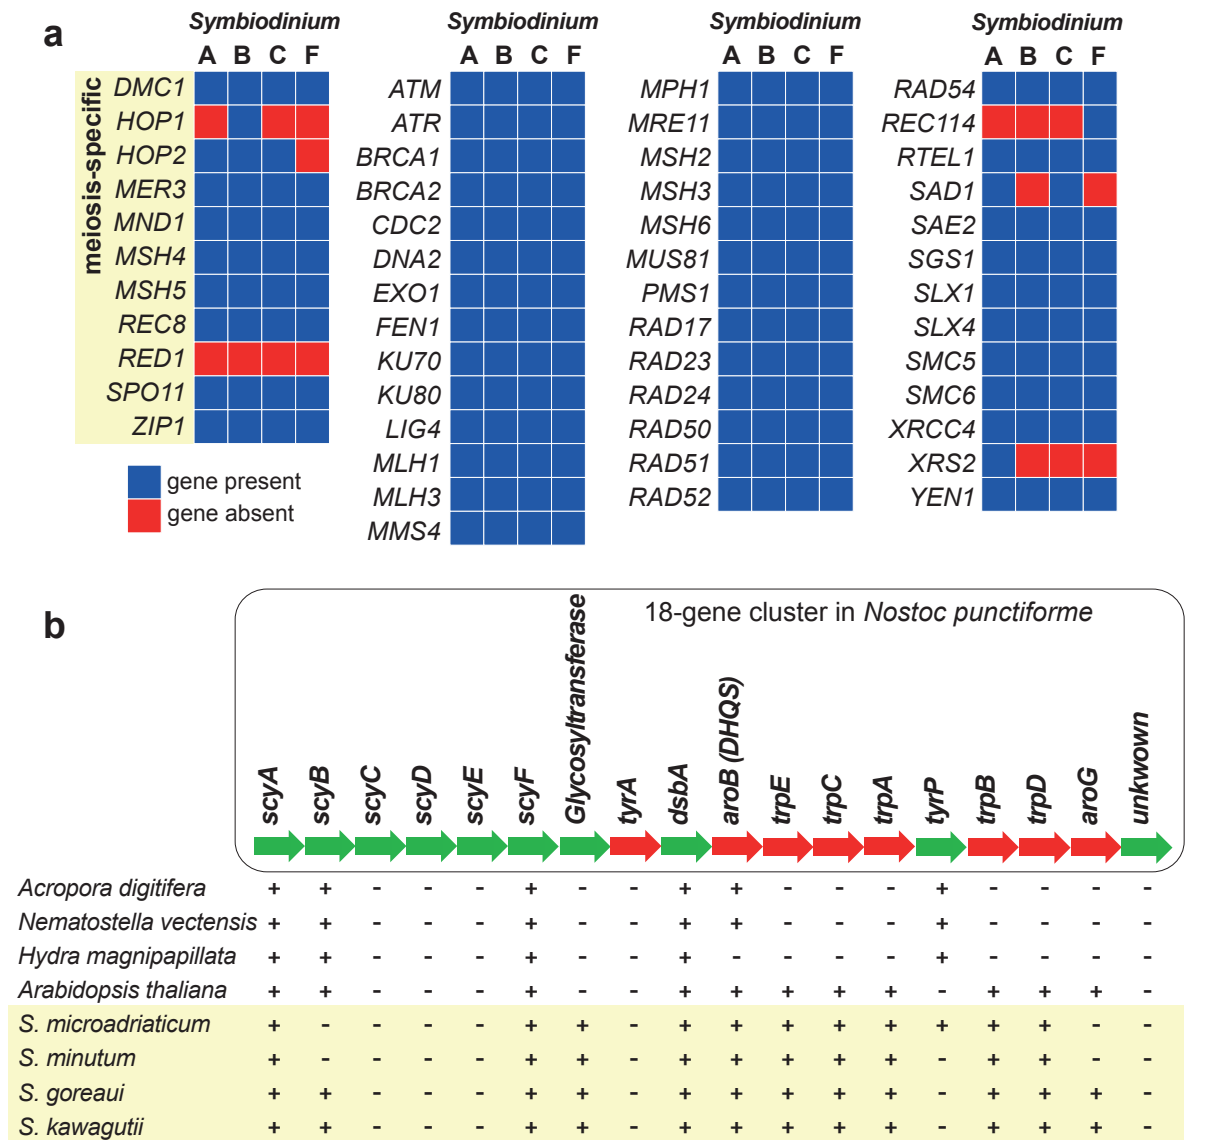 a
Symbiodinium Symbiodinium Symbiodinium Symbiodinium
A B C F A B C F A B C F A B C F
meiosis-specific
DMC1 ATM MPH1 RAD54
HOP1 ATR MRE11 REC114
HOP2 BRCA1 MSH2 RTEL1
MER3 BRCA2 MSH3 SAD1
MND1 CDC2 MSH6 SAE2
MSH4 DNA2 MUS81 SGS1
MSH5 EXO1 PMS1 SLX1
REC8 FEN1 RAD17 SLX4
RED1 KU70 RAD23 SMC5
SPO11 KU80 RAD24 SMC6
ZIP1 LIG4 RAD50 XRCC4
gene present MLH1 RAD51 XRS2
gene absent MLH3 RAD52 YEN1
MMS4
b
18-gene cluster in Nostoc punctiforme
scyA scyB scyC scyD scyE scyF Glycosyltransferase tyrA dsbA aroB (DHQS) trpE trpC trpA tyrP trpB trpD aroG unkwown
Acropora digitifera + + - - - + - - + + - - - + - - - -
Nematostella vectensis + + - - - + - - + + - - - + - - - -
Hydra magnipapillata + + - - - + - - + - - - - + - - - -
Arabidopsis thaliana + + - - - + - - + + + + + - + + + -
S. microadriaticum + - - - - + + - + + + + + + + + - -
S. minutum + - - - - + + - + + + + + - + + - -
S. goreaui + + - - - + + - + + + + + - + + + -
S. kawagutii + + - - - + + - + + + + + - + + + -